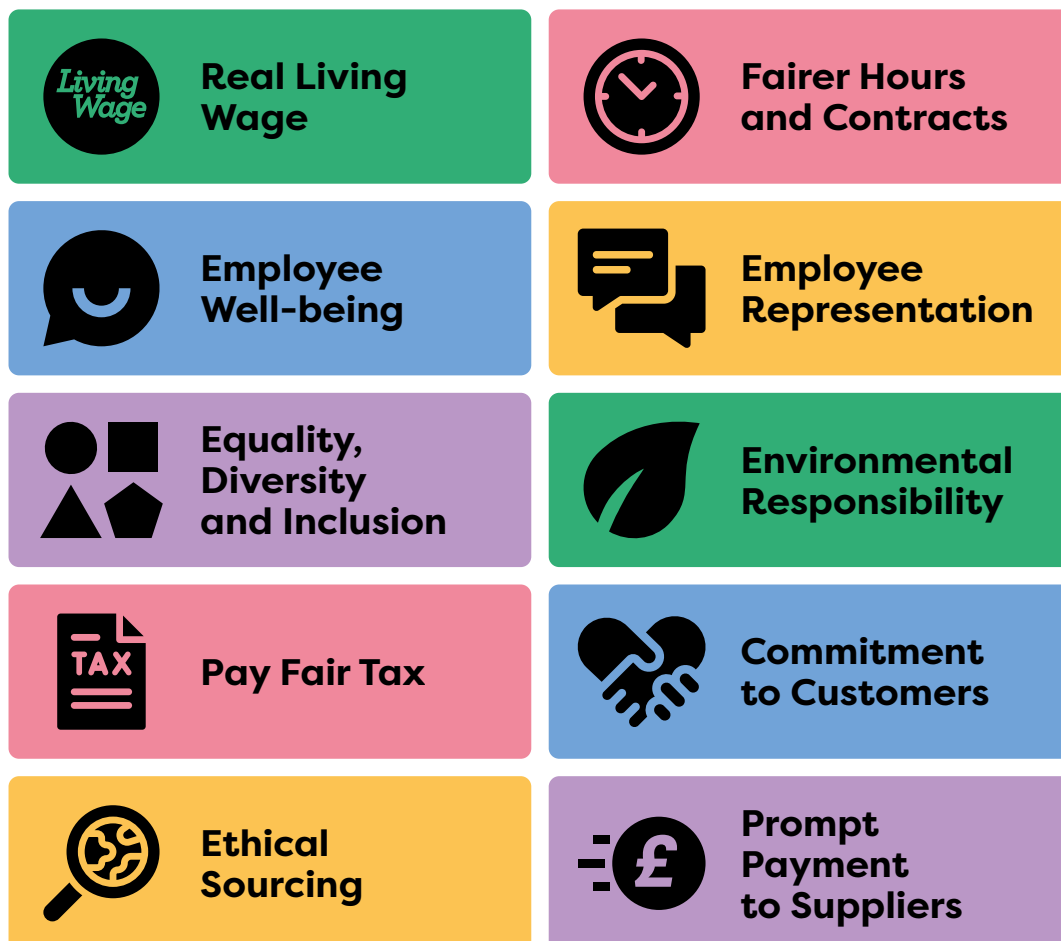 Living
Wage
Real Living
Wage
Fairer Hours
and Contracts
Employee
Well-being
Employee
Representation
Equality,
Diversity
and Inclusion
Environmental
Responsibility
TAX
Pay Fair Tax
Commitment
to Customers
Ethical
Sourcing
£
Prompt
Payment
to Suppliers